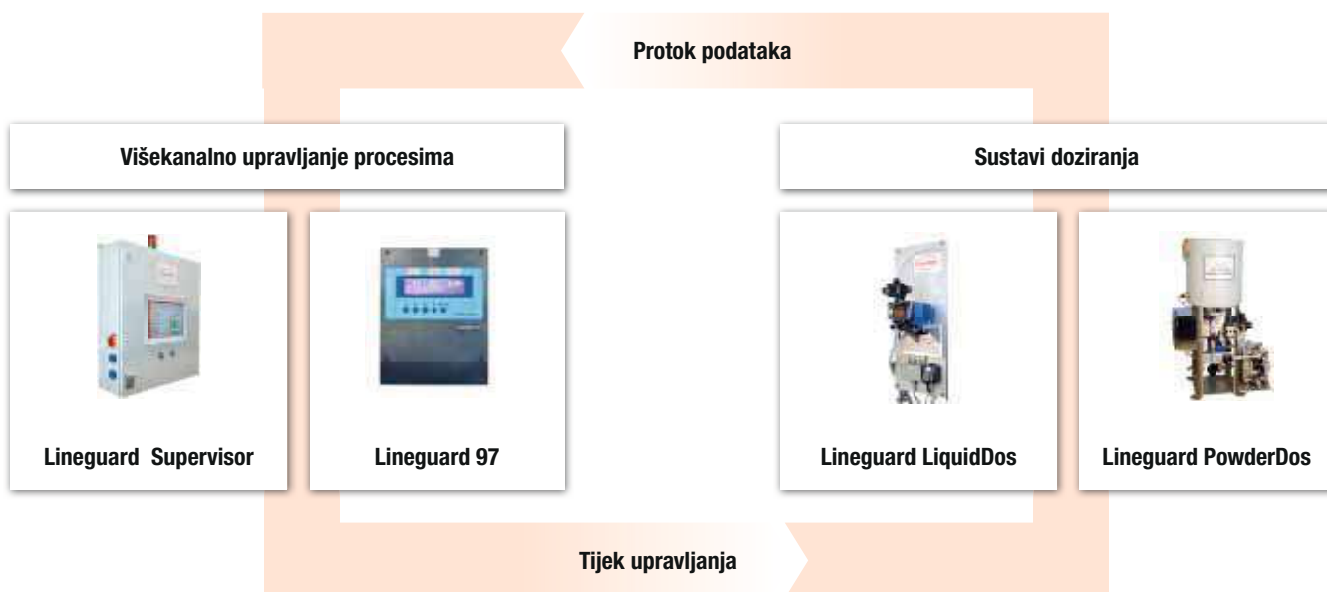 Protok podataka
Višekanalno upravljanje procesima
Sustavi doziranja
Lineguard Supervisor
Lineguard 97
Lineguard LiquidDos
Lineguard PowderDos
Tijek upravljanja